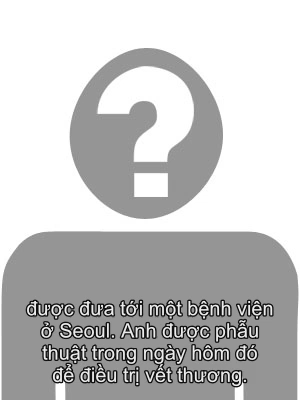 được đưa tới một bệnh viện
ở Seoul. Anh được phẫu
thuật trong ngày hôm đó
để điều trị vết thương.